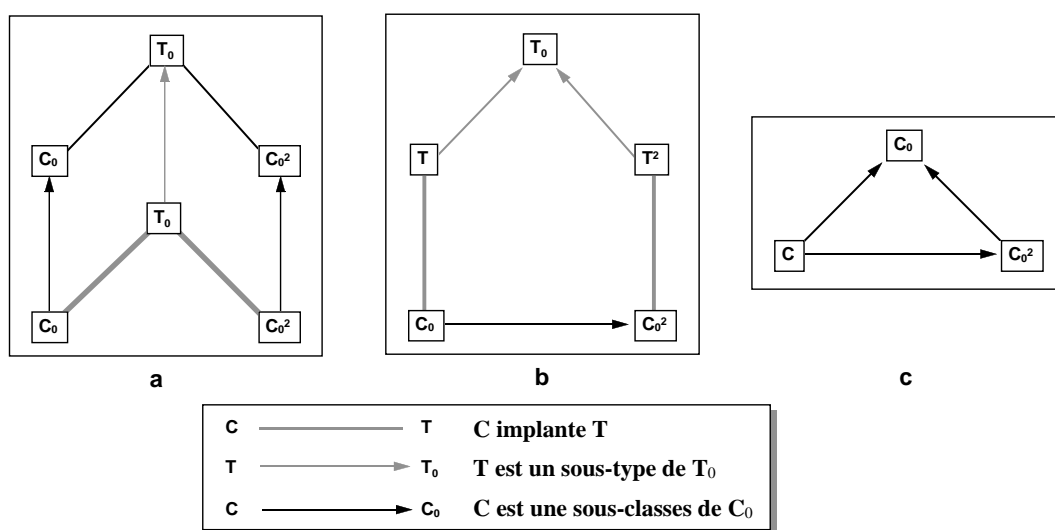 T₀
T₀
C₀
C₀²
T
T²
C₀
T₀
C
C₀²
C₀
C₀²
C₀
C₀²
a
b
c
C T C implante T
T T₀ T est un sous-type de T₀
C C₀ C est une sous-classes de C₀